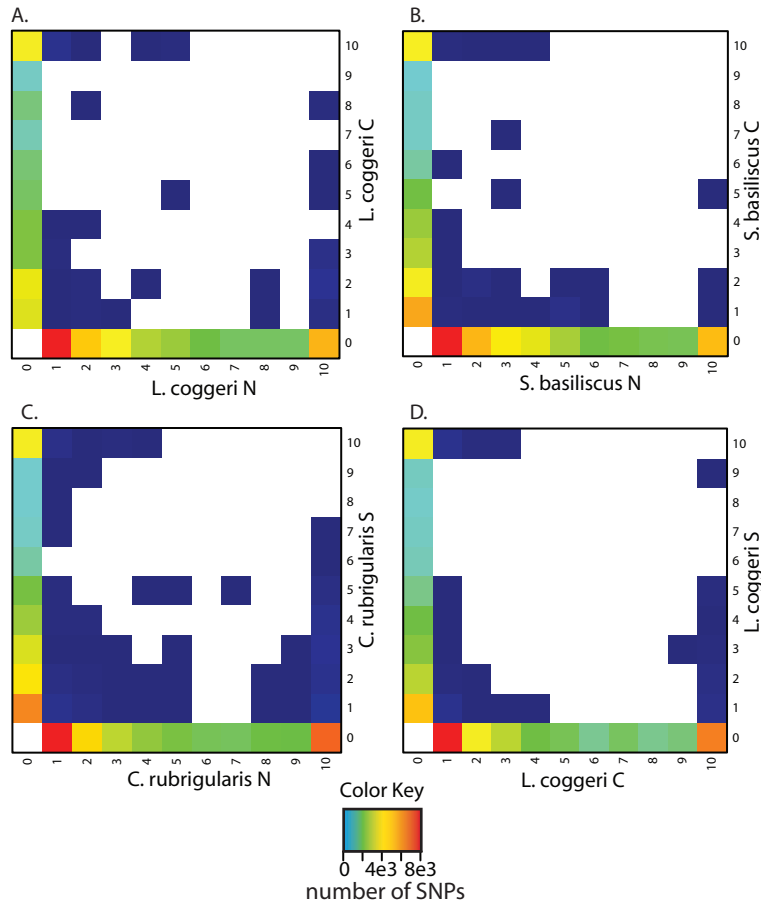 A.
10
9
8
7
6
5
4
3
2
1
0
L. coggeri C
0 1 2 3 4 5 6 7 8 9 10
L. coggeri N
B.
10
9
8
7
6
5
4
3
2
1
0
S. basiliscus C
0 1 2 3 4 5 6 7 8 9 10
S. basiliscus N
C.
10
9
8
7
6
5
4
3
2
1
0
C. rubrigularis S
0 1 2 3 4 5 6 7 8 9 10
C. rubrigularis N
D.
10
9
8
7
6
5
4
3
2
1
0
L. coggeri S
0 1 2 3 4 5 6 7 8 9 10
L. coggeri C
Color Key
0 4e3 8e3
number of SNPs